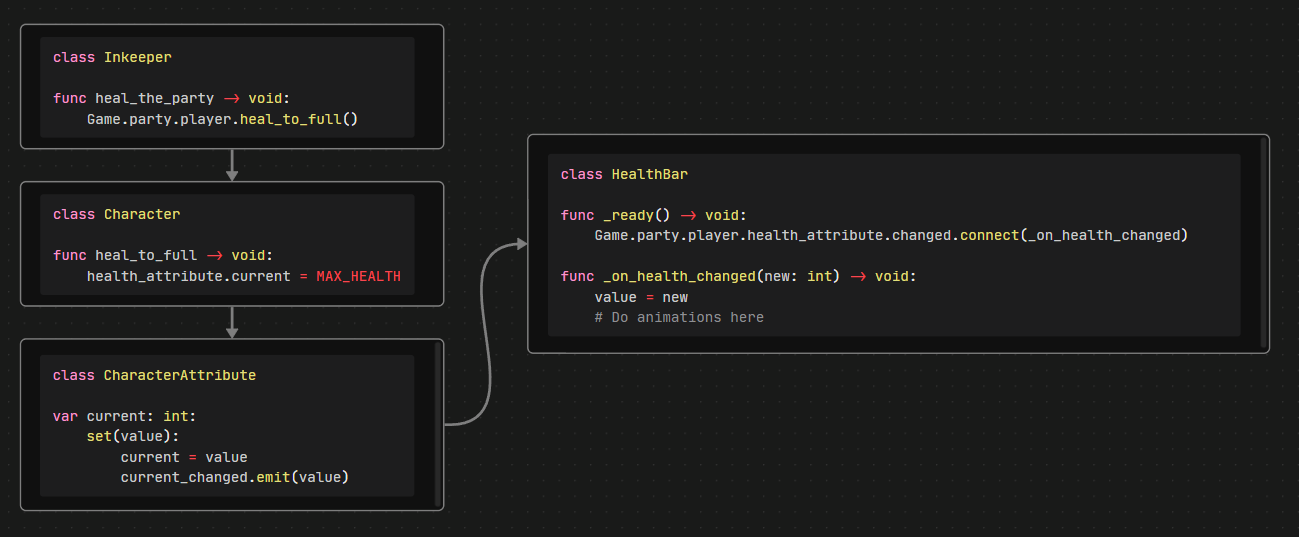 class Inkeeper
func heal_the_party -> void:
Game.party.player.heal_to_full()
class Character
func heal_to_full -> void:
health_attribute.current = MAX_HEALTH
class CharacterAttribute
var current: int:
set(value):
current = value
current_changed.emit(value)
class HealthBar
func _ready() -> void:
Game.party.player.health_attribute.changed.connect(_on_health_changed)
func _on_health_changed(new: int) -> void:
value = new
# Do animations here